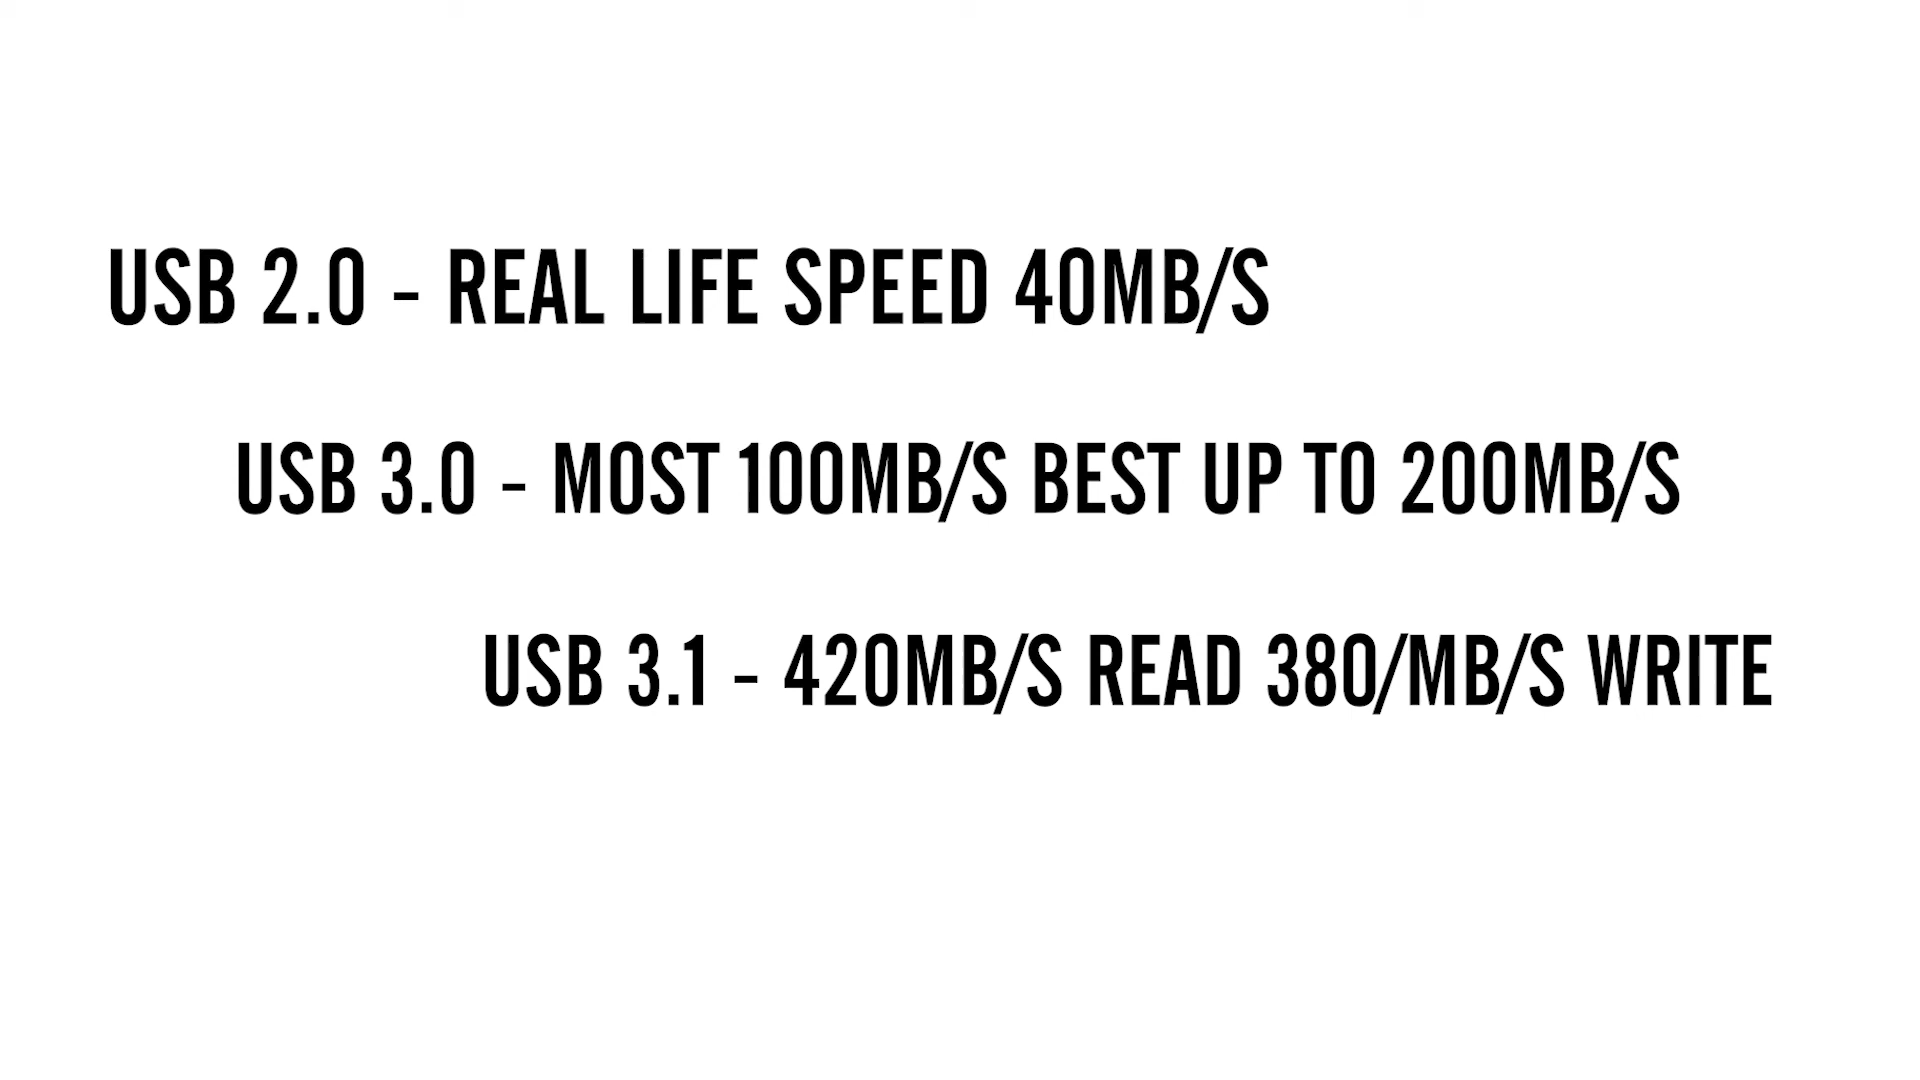 USB 2.0 - REAL LIFE SPEED 40MB/S
USB 3.0 - MOST 100MB/S BEST UP TO 200MB/S
USB 3.1 - 420MB/S READ 380/MB/S WRITE